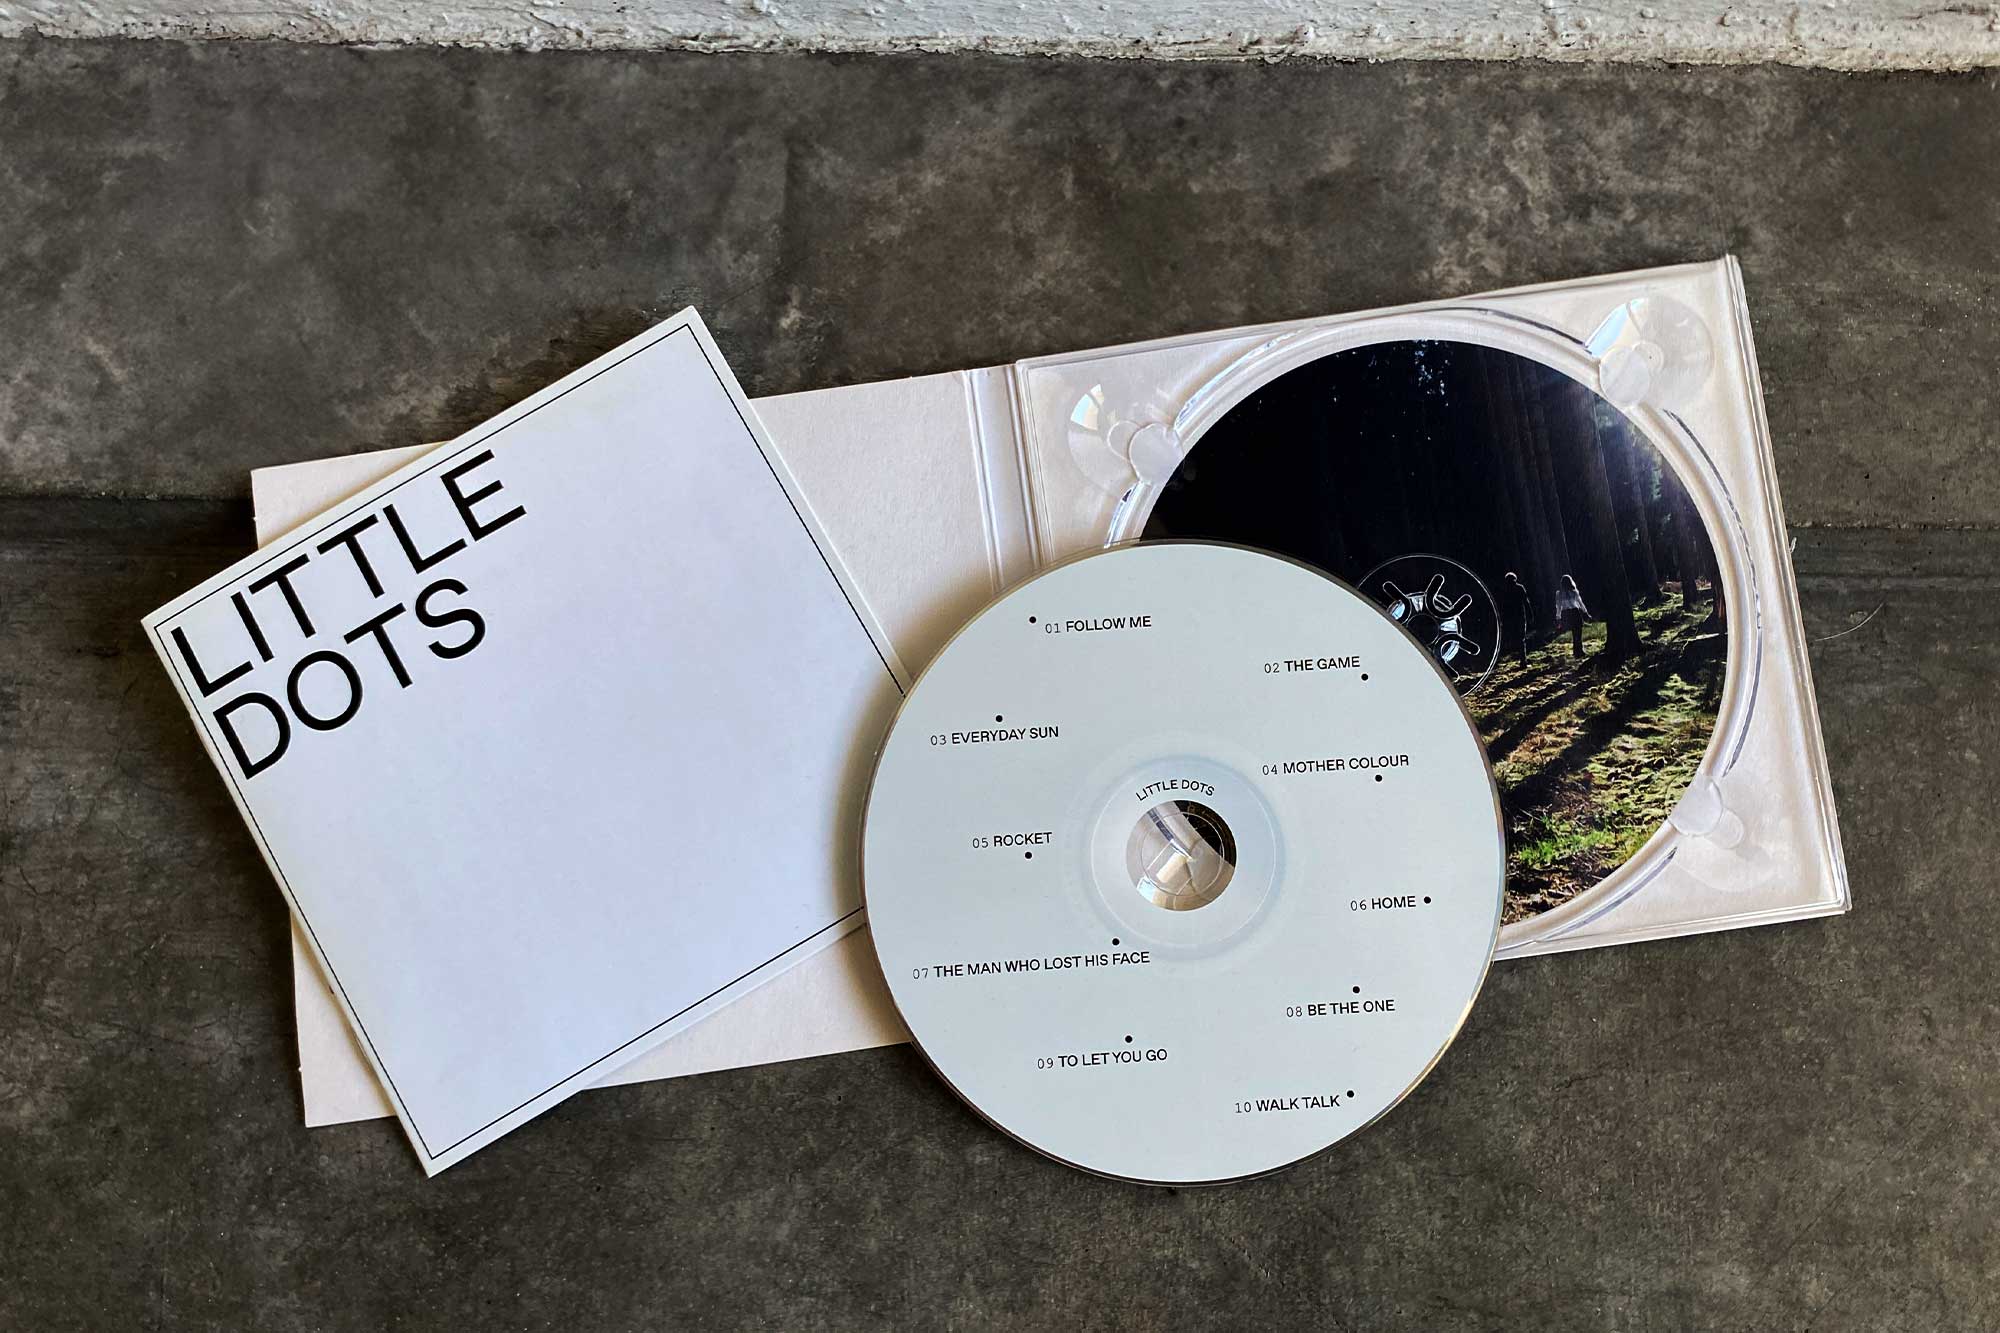 LITTLE
DOTS
01 FOLLOW ME
02 THE GAME
03 EVERYDAY SUN
04 MOTHER COLOUR
LITTLE DOTS
05 ROCKET
06 HOME
07 THE MAN WHO LOST HIS FACE
08 BE THE ONE
09 TO LET YOU GO
10 WALK TALK